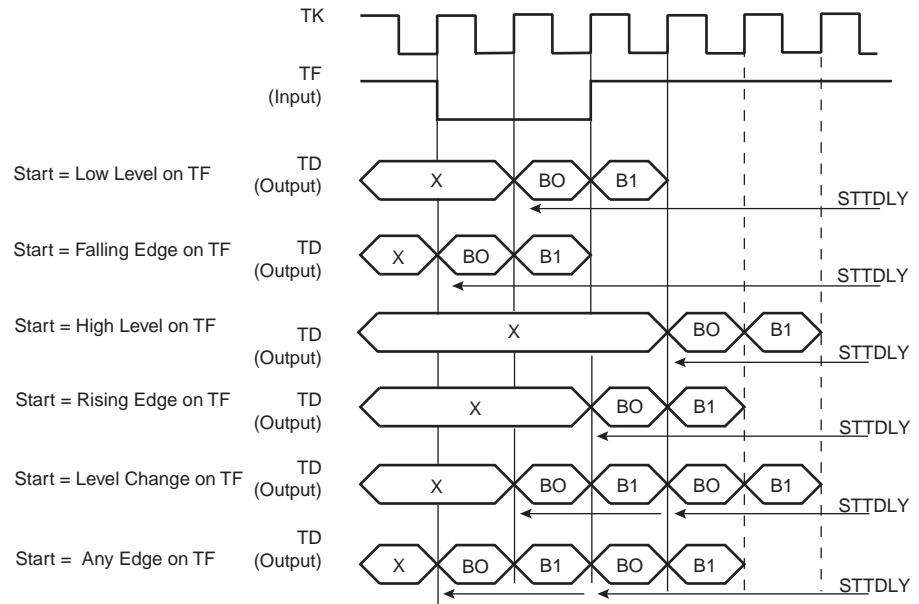 TK
TF
(Input)
Start = Low Level on TF
TD
(Output)
X
BO
B1
STTDLY
Start = Falling Edge on TF
TD
(Output)
X
BO
B1
STTDLY
Start = High Level on TF
TD
(Output)
X
BO
B1
STTDLY
Start = Rising Edge on TF
TD
(Output)
X
BO
B1
STTDLY
Start = Level Change on TF
TD
(Output)
X
BO
B1
BO
B1
STTDLY
Start = Any Edge on TF
TD
(Output)
X
BO
B1
BO
B1
STTDLY